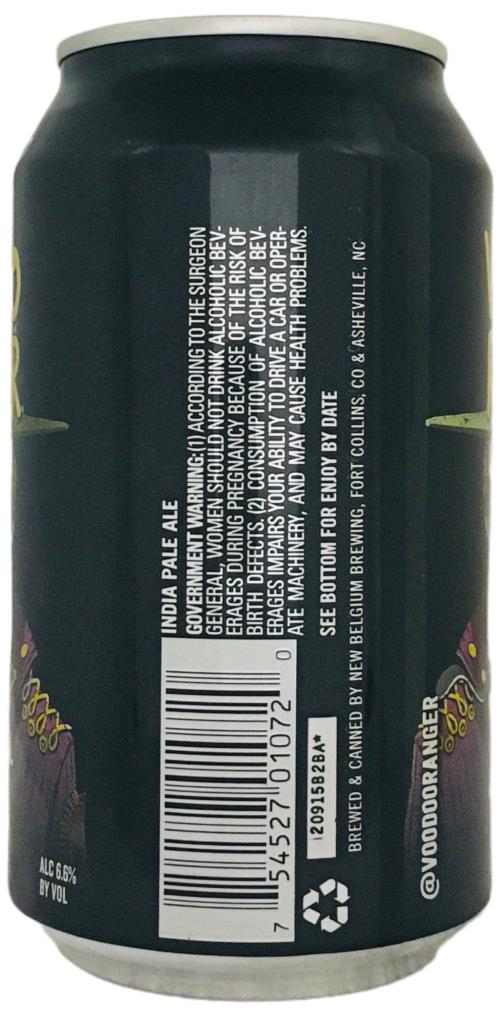 INDIA PALE ALE
GOVERNMENT WARNING:(1) ACCORDING TO THE SURGEON
GENERAL, WOMEN SHOULD NOT DRINK ALCOHOLIC BEV-
ERAGES DURING PREGNANCY BECAUSE OF THE RISK OF
BIRTH DEFECTS. (2) CONSUMPTION OF ALCOHOLIC BEV-
ERAGES IMPAIRS YOUR ABILITY TO DRIVE A CAR OR OPER-
ATE MACHINERY, AND MAY CAUSE HEALTH PROBLEMS.
SEE BOTTOM FOR ENJOY BY DATE
BREWED & CANNED BY NEW BELGIUM BREWING, FORT COLLINS, CO & ASHEVILLE, NC
7 54527 01072 0
120915B2BA*
@VOODOORANGER
ALC 6.6%
BY VOL